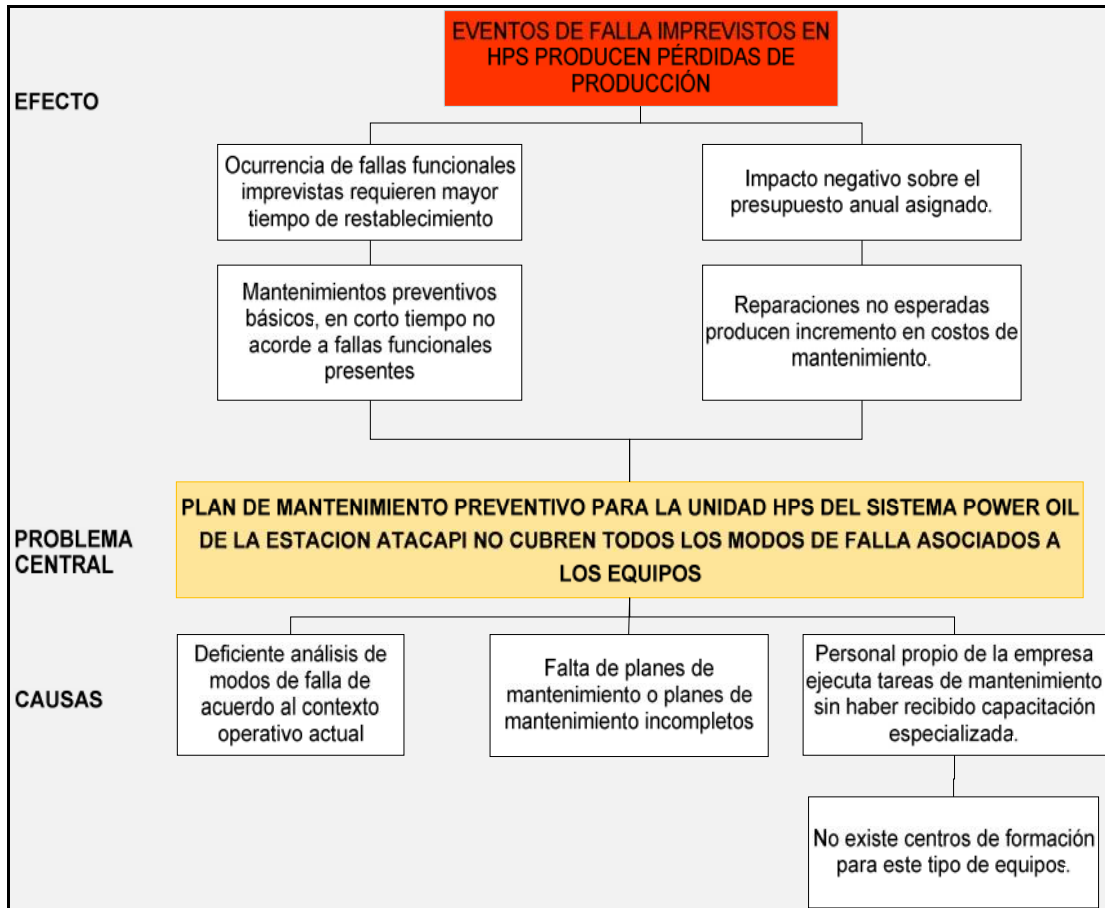 EVENTOS DE FALLA IMPREVISTOS EN
HPS PRODUCEN PÉRDIDAS DE
PRODUCCIÓN
EFECTO
Ocurrencia de fallas funcionales
imprevistas requieren mayor
tiempo de restablecimiento
Impacto negativo sobre el
presupuesto anual asignado.
Mantenimientos preventivos
básicos, en corto tiempo no
acorde a fallas funcionales
presentes
Reparaciones no esperadas
producen incremento en costos de
mantenimiento.
PROBLEMA
CENTRAL
PLAN DE MANTENIMIENTO PREVENTIVO PARA LA UNIDAD HPS DEL SISTEMA POWER OIL
DE LA ESTACION ATACAPI NO CUBREN TODOS LOS MODOS DE FALLA ASOCIADOS A
LOS EQUIPOS
CAUSAS
Deficiente análisis de
modos de falla de
acuerdo al contexto
operativo actual
Falta de planes de
mantenimiento o planes de
mantenimiento incompletos
Personal propio de la empresa
ejecuta tareas de mantenimiento
sin haber recibido capacitación
especializada.
No existe centros de formación
para este tipo de equipos.